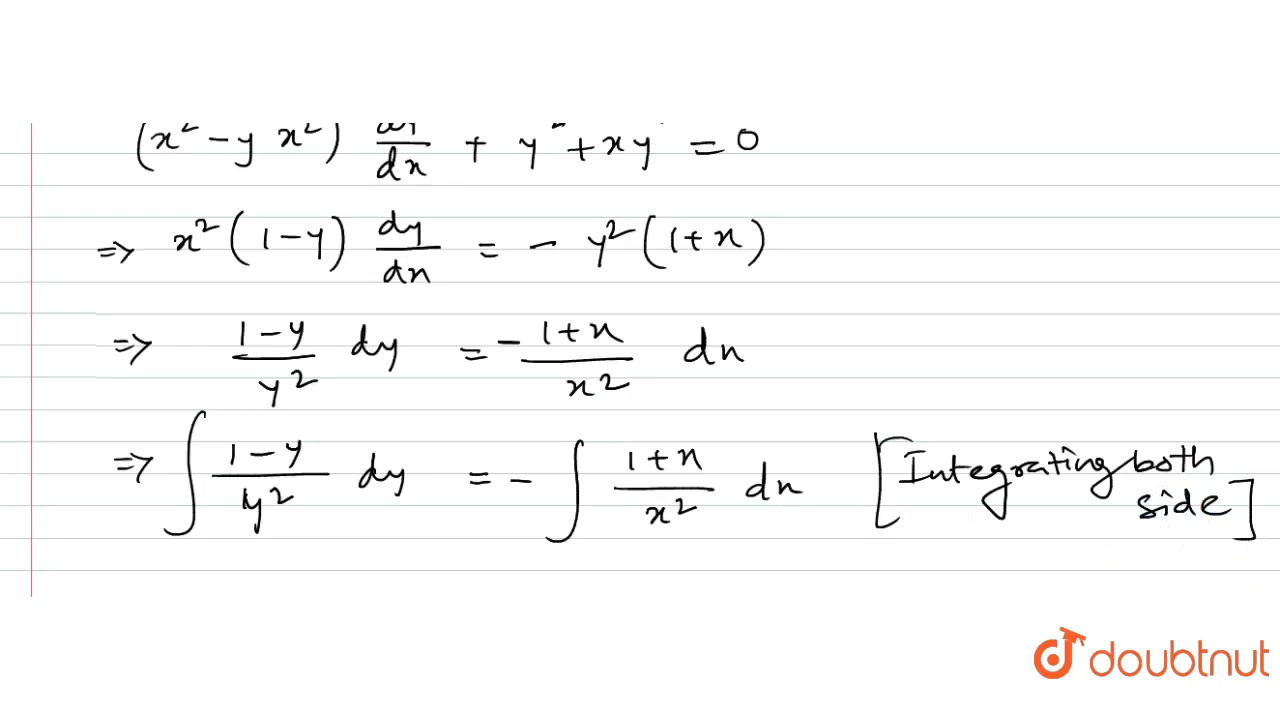 (x² - y x²) dy/dx + y² + xy² = 0
=> x² (1-y) dy/dx = - y² (1+x)
=> 1-y/y² dy = - 1+x/x² dx
=> ∫ 1-y/y² dy = - ∫ 1+x/x² dx [Integrating both side]
doubtnut